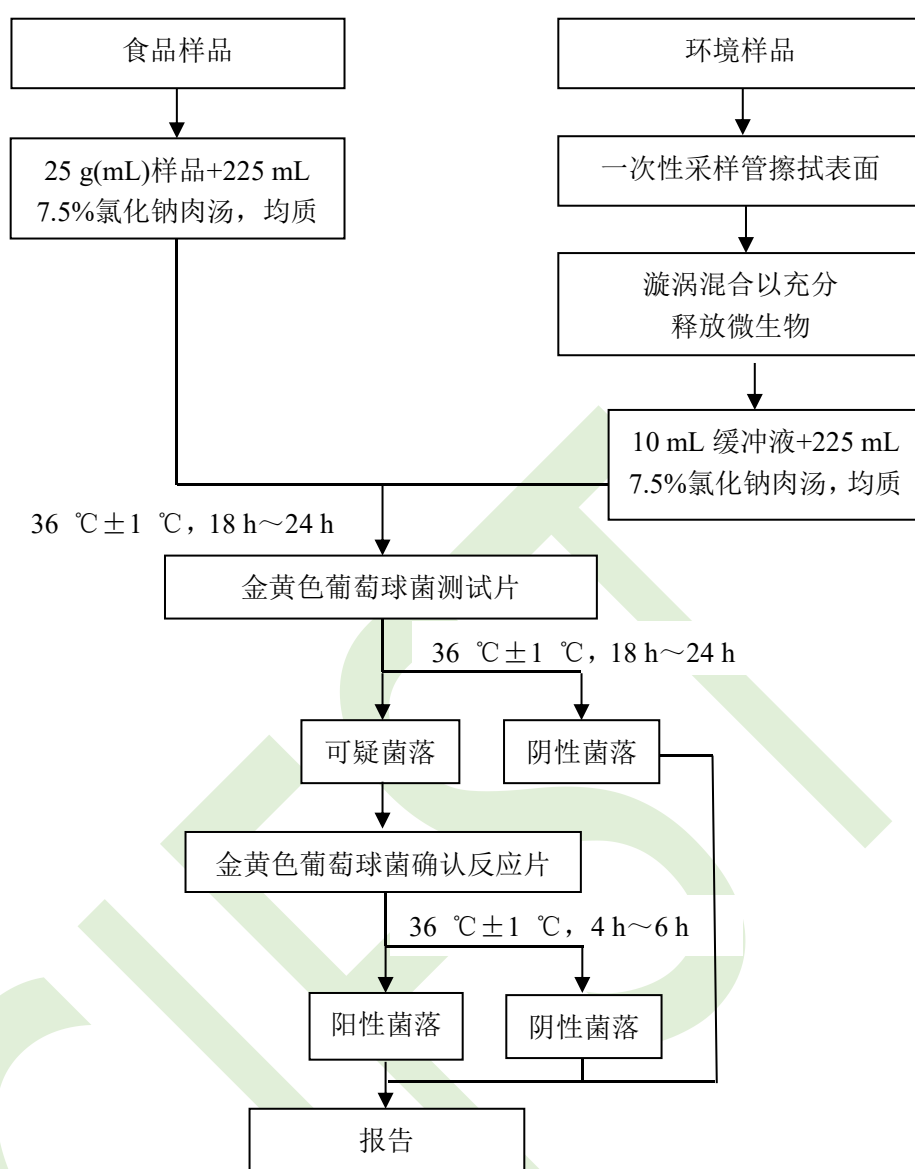 食品样品
环境样品
25 g(mL)样品+225 mL
7.5%氯化钠肉汤，均质
一次性采样管擦拭表面
漩涡混合以充分
释放微生物
10 mL 缓冲液+225 mL
7.5%氯化钠肉汤，均质
36 ℃±1 ℃，18 h～24 h
金黄色葡萄球菌测试片
36 ℃±1 ℃，18 h～24 h
可疑菌落
阴性菌落
金黄色葡萄球菌确认反应片
36 ℃±1 ℃，4 h～6 h
阳性菌落
阴性菌落
报告
CIFST